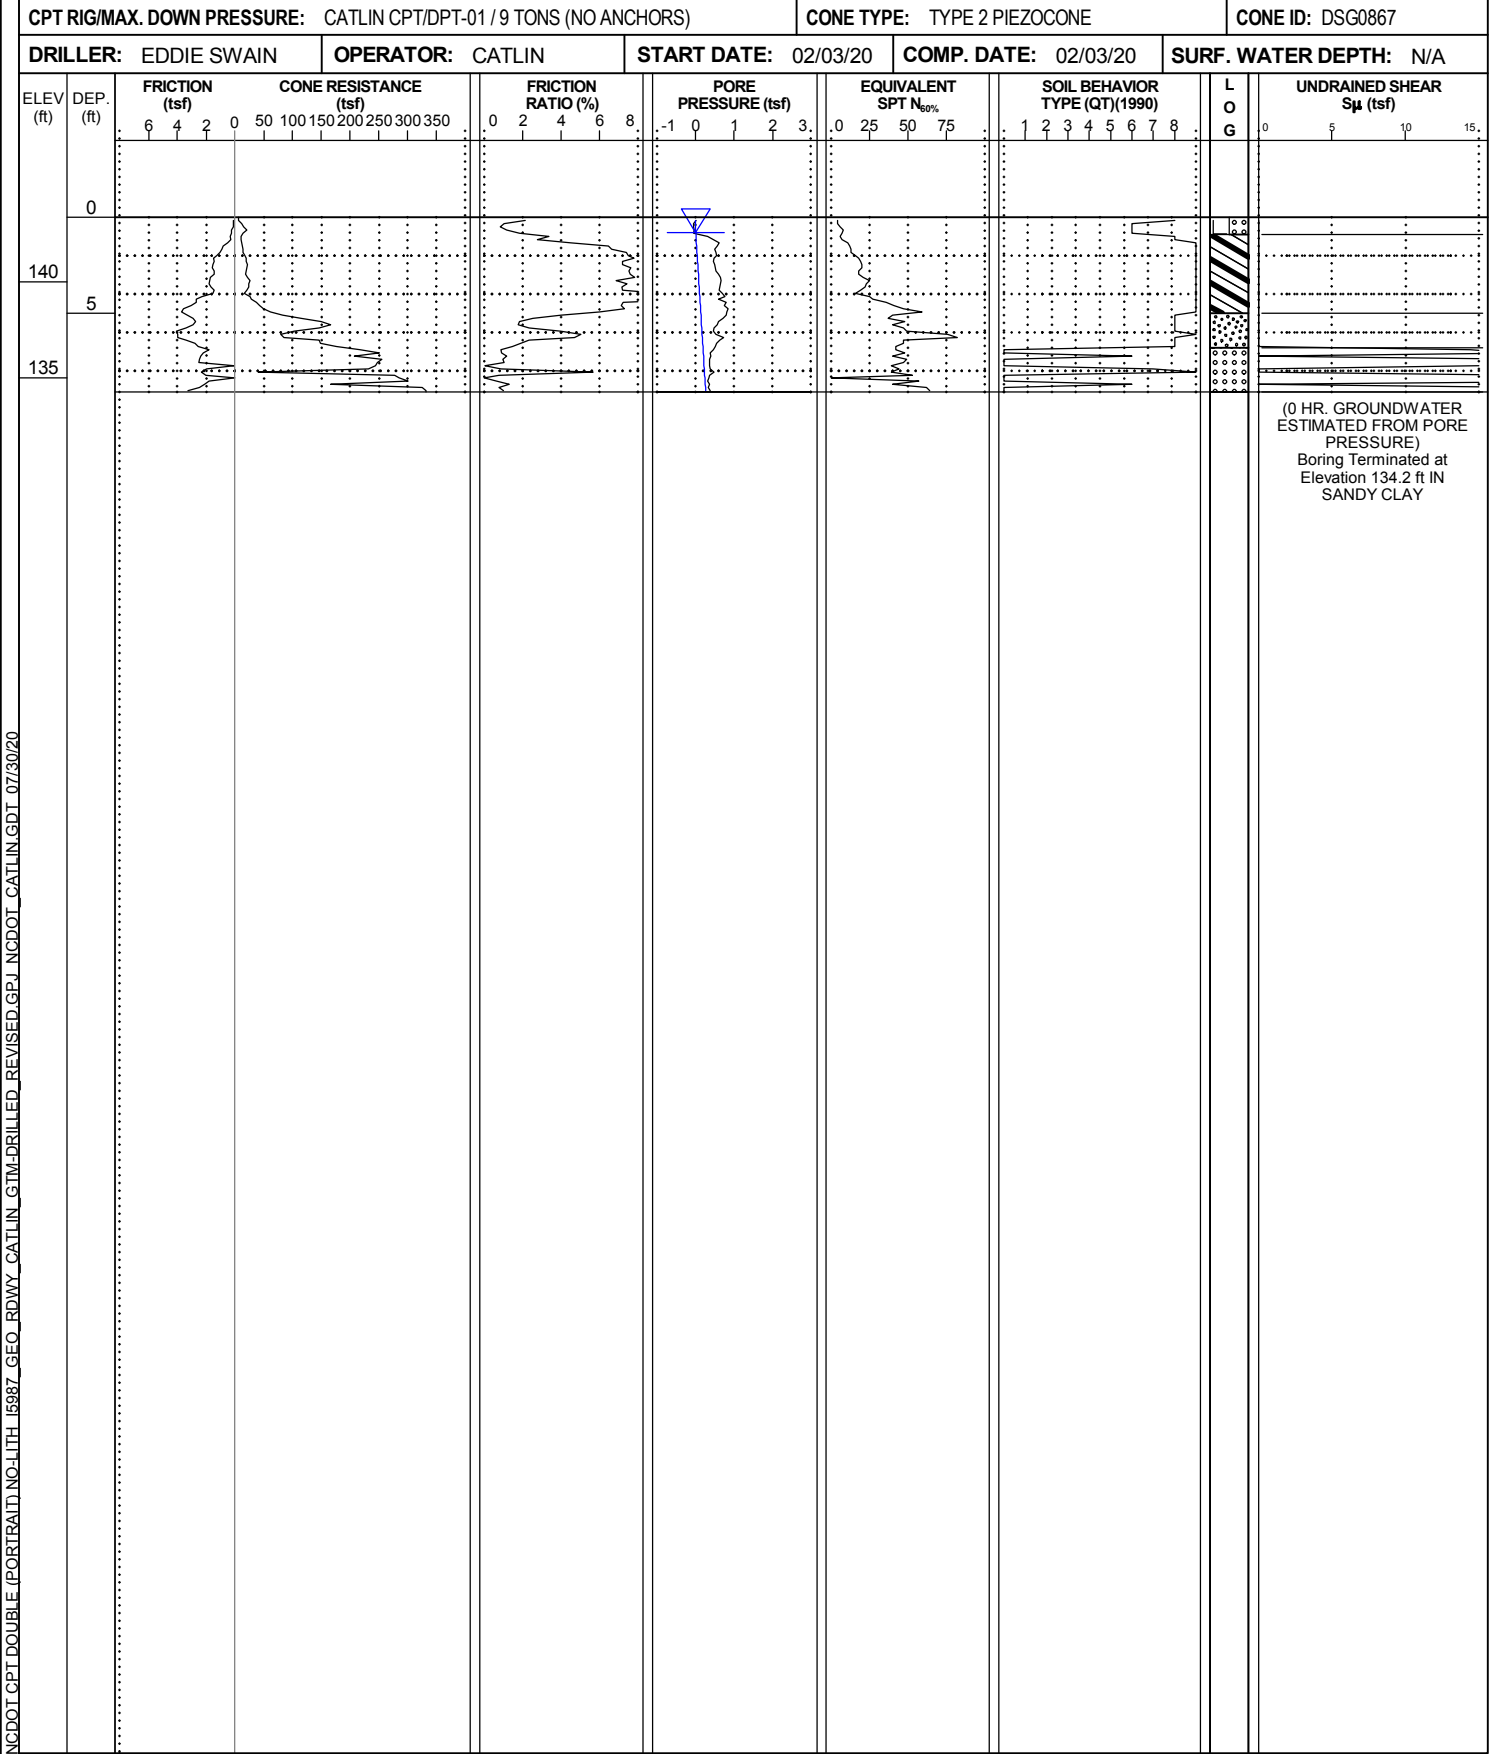 CPT RIG/MAX. DOWN PRESSURE: CATLIN CPT/DPT-01 / 9 TONS (NO ANCHORS) CONE TYPE: TYPE 2 PIEZOCONE CONE ID: DSG0867
DRILLER: EDDIE SWAIN OPERATOR: CATLIN START DATE: 02/03/20 COMP. DATE: 02/03/20 SURF. WATER DEPTH: N/A
ELEV (ft)
DEP. (ft)
FRICTION (tsf)
6 4 2 0
CONE RESISTANCE (tsf)
50 100 150 200 250 300 350
FRICTION RATIO (%)
0 2 4 6 8
PORE PRESSURE (tsf)
-1 0 1 2 3
EQUIVALENT SPT N60%
0 25 50 75
SOIL BEHAVIOR TYPE (QT)(1990)
1 2 3 4 5 6 7 8
LOG
UNDRAINED SHEAR Sμ (tsf)
0 5 10 15
0
140
5
135
(0 HR. GROUNDWATER
ESTIMATED FROM PORE
PRESSURE)
Boring Terminated at
Elevation 134.2 ft IN
SANDY CLAY
NCDOT CPT DOUBLE (PORTRAIT) NO-LITH I5987_GEO_RDWY_CATLIN_GTM-DRILLED_REVISED.GPJ NCDOT_CATLIN.GDT 07/30/20